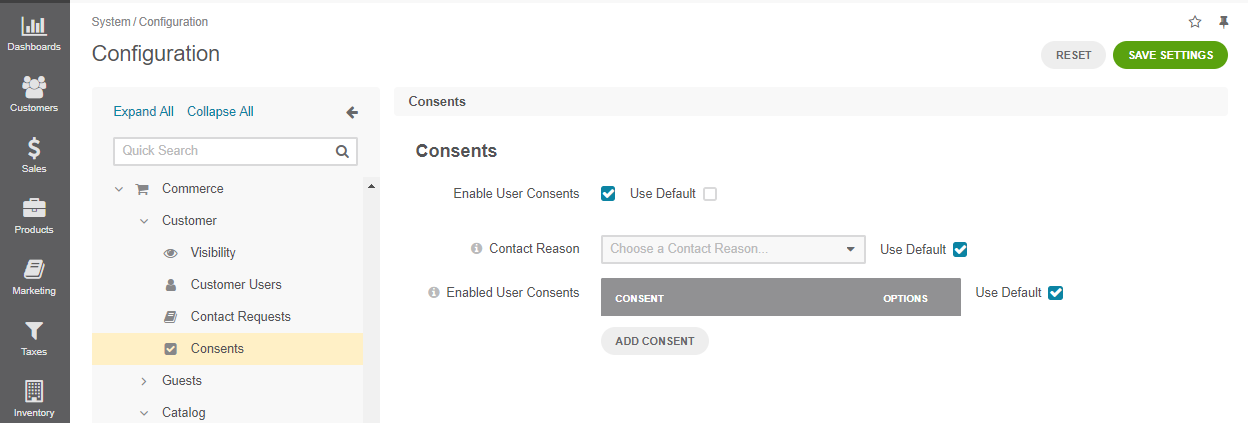 Dashboards
Customers
Sales
Products
Marketing
Taxes
Inventory
System / Configuration
Configuration
RESET
SAVE SETTINGS
Expand All Collapse All
Quick Search
Commerce
Customer
Visibility
Customer Users
Contact Requests
Consents
Guests
Catalog
Consents
Consents
Enable User Consents Use Default
Contact Reason Choose a Contact Reason... Use Default
Enabled User Consents CONSENT OPTIONS Use Default
ADD CONSENT